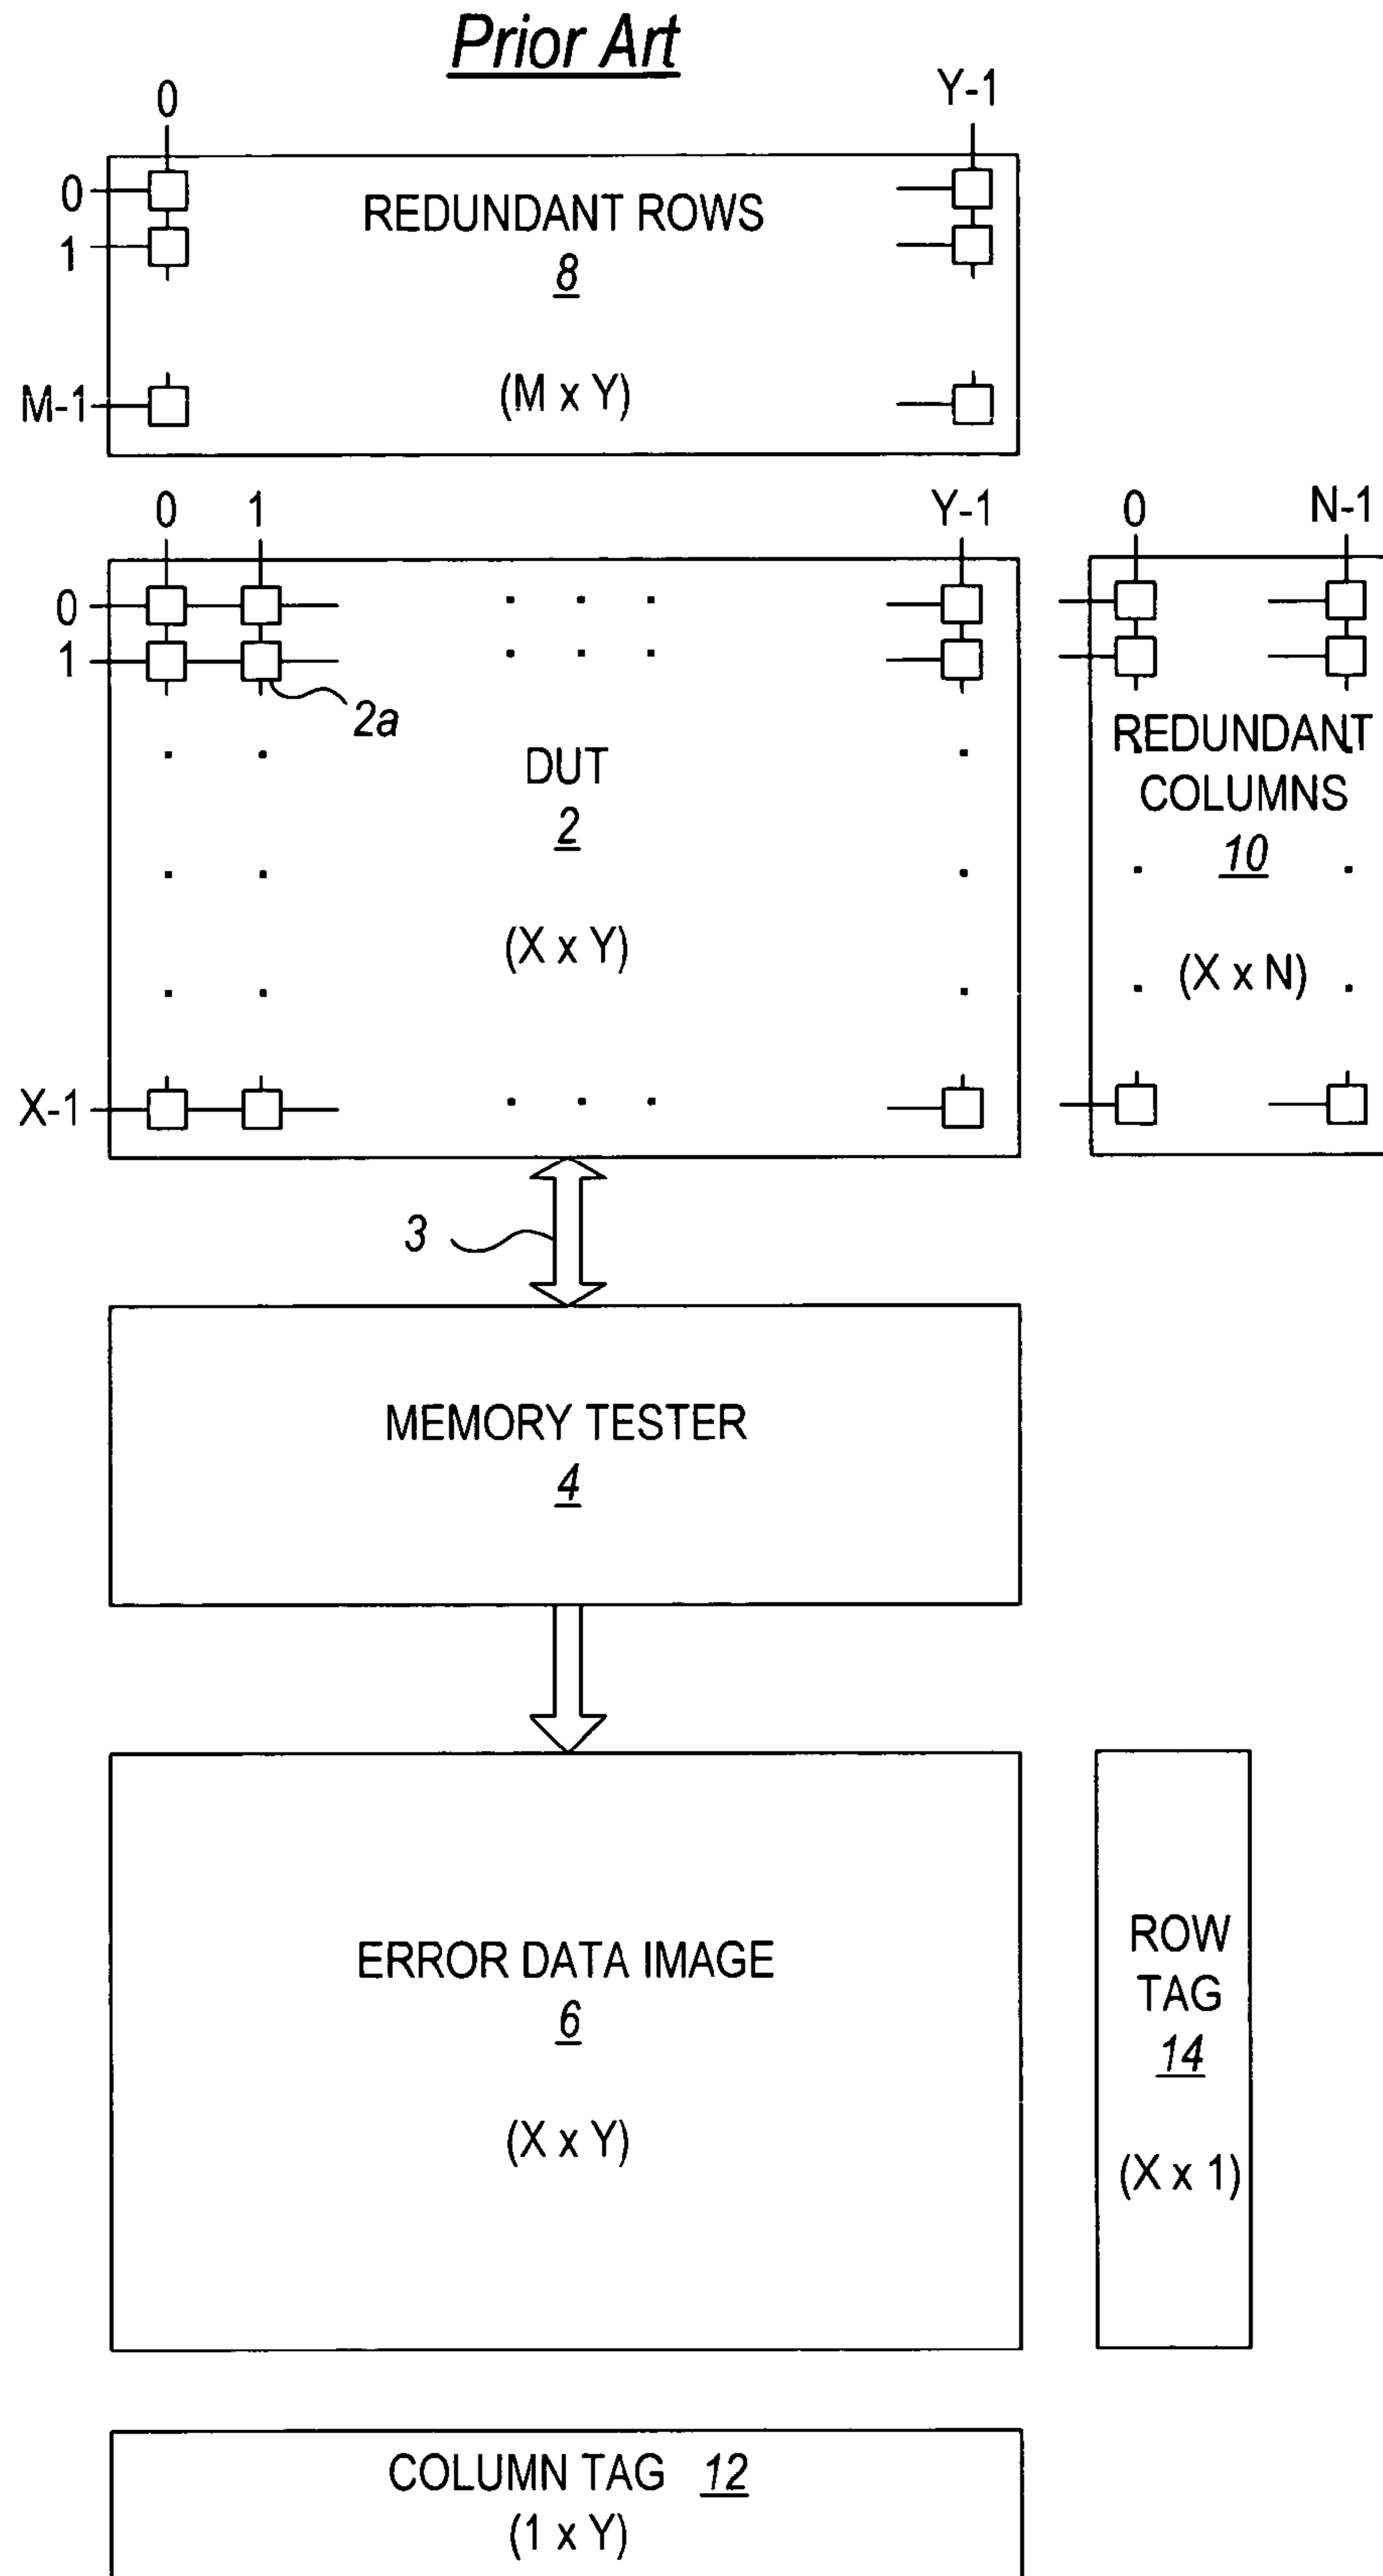 Prior Art
0 Y-1
0
REDUNDANT ROWS
1
8
M-1
(M x Y)
0 1 Y-1
0 N-1
0
1
2a
DUT
2
(X x Y)
X-1
REDUNDANT
COLUMNS
10
(X x N)
3
MEMORY TESTER
4
ERROR DATA IMAGE
6
(X x Y)
ROW
TAG
14
(X x 1)
COLUMN TAG 12
(1 x Y)